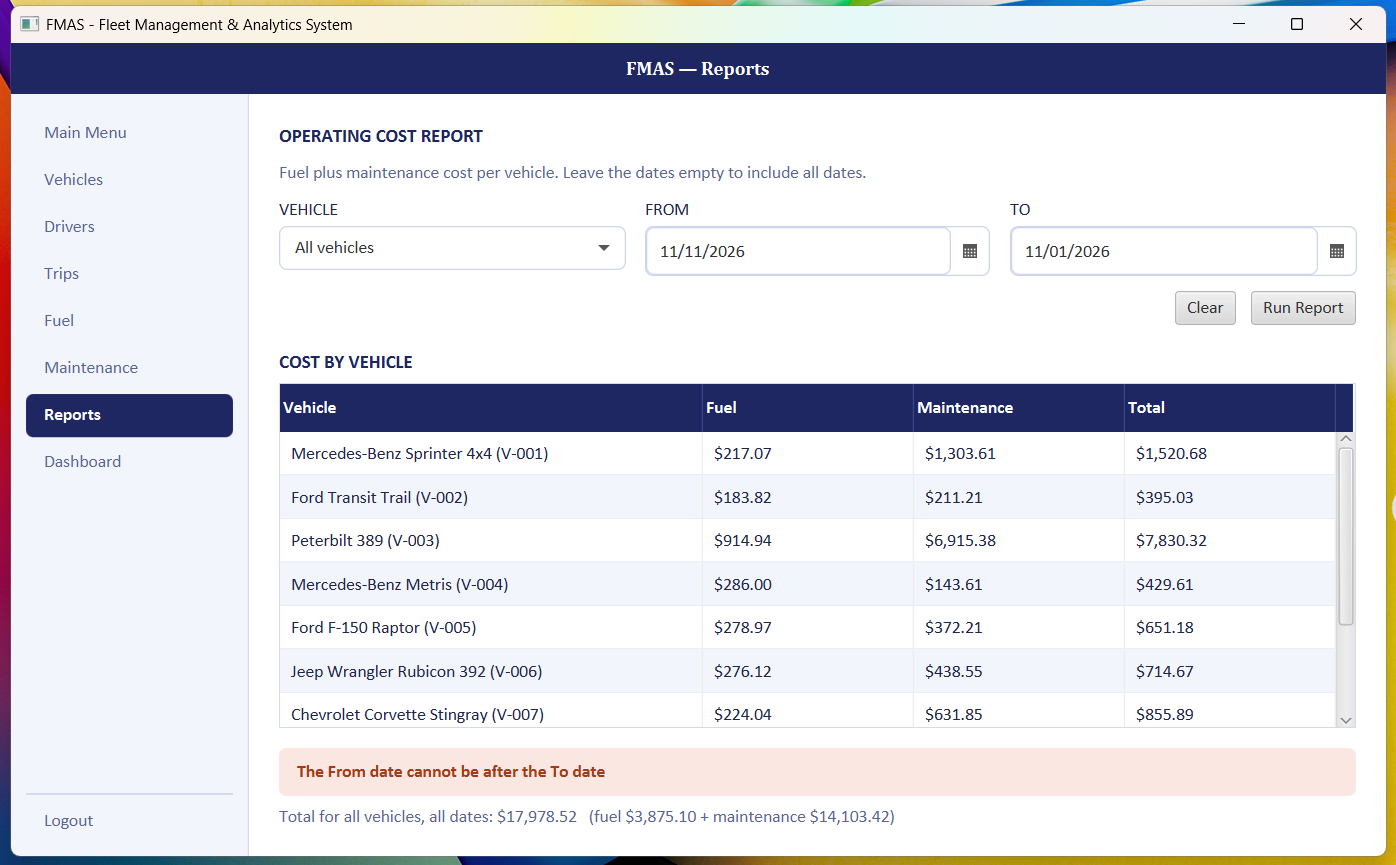 FMAS - Fleet Management & Analytics System
FMAS — Reports
Main Menu
Vehicles
Drivers
Trips
Fuel
Maintenance
Reports
Dashboard
Logout
OPERATING COST REPORT
Fuel plus maintenance cost per vehicle. Leave the dates empty to include all dates.
VEHICLE FROM TO
All vehicles 11/11/2026 11/01/2026
Clear Run Report
COST BY VEHICLE
Vehicle Fuel Maintenance Total
Mercedes-Benz Sprinter 4x4 (V-001) $217.07 $1,303.61 $1,520.68
Ford Transit Trail (V-002) $183.82 $211.21 $395.03
Peterbilt 389 (V-003) $914.94 $6,915.38 $7,830.32
Mercedes-Benz Metris (V-004) $286.00 $143.61 $429.61
Ford F-150 Raptor (V-005) $278.97 $372.21 $651.18
Jeep Wrangler Rubicon 392 (V-006) $276.12 $438.55 $714.67
Chevrolet Corvette Stingray (V-007) $224.04 $631.85 $855.89
The From date cannot be after the To date
Total for all vehicles, all dates: $17,978.52 (fuel $3,875.10 + maintenance $14,103.42)